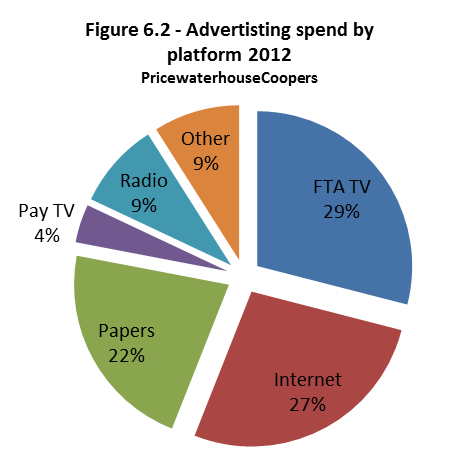 Figure 6.2 - Advertisting spend by
platform 2012
PricewaterhouseCoopers
Other
9%
FTA TV
29%
Radio
9%
Pay TV
4%
Papers
22%
Internet
27%